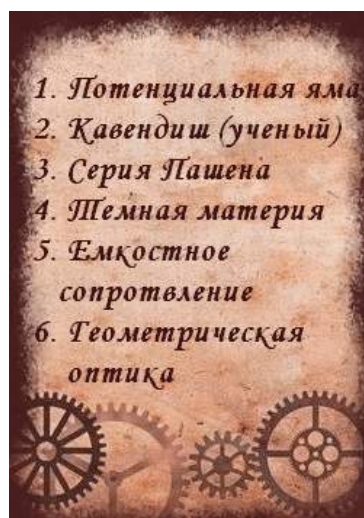 1. Потенциальная яма
2. Кавендиш (ученый)
3. Серия Пашена
4. Темная материя
5. Емкостное
сопротвление
6. Геометрическая
оптика